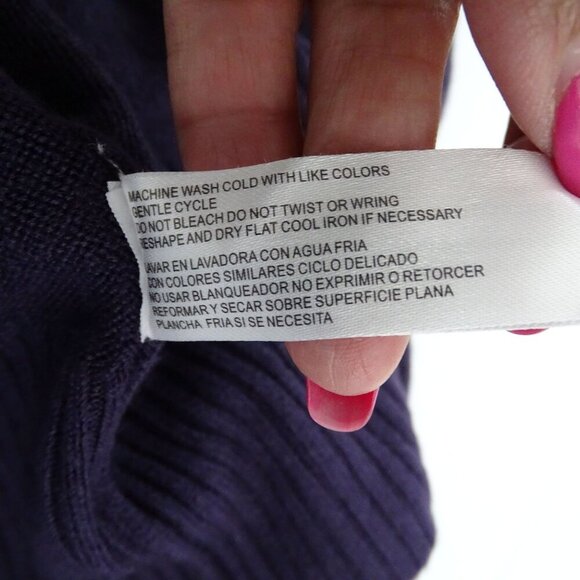 MACHINE WASH COLD WITH LIKE COLORS
GENTLE CYCLE
DO NOT BLEACH DO NOT TWIST OR WRING
RESHAPE AND DRY FLAT COOL IRON IF NECESSARY
LAVAR EN LAVADORA CON AGUA FRIA
CON COLORES SIMILARES CICLO DELICADO
NO USAR BLANQUEADOR NO EXPRIMIR O RETORCER
REFORMAR Y SECAR SOBRE SUPERFICIE PLANA
PLANCHA FRIA SI SE NECESITA